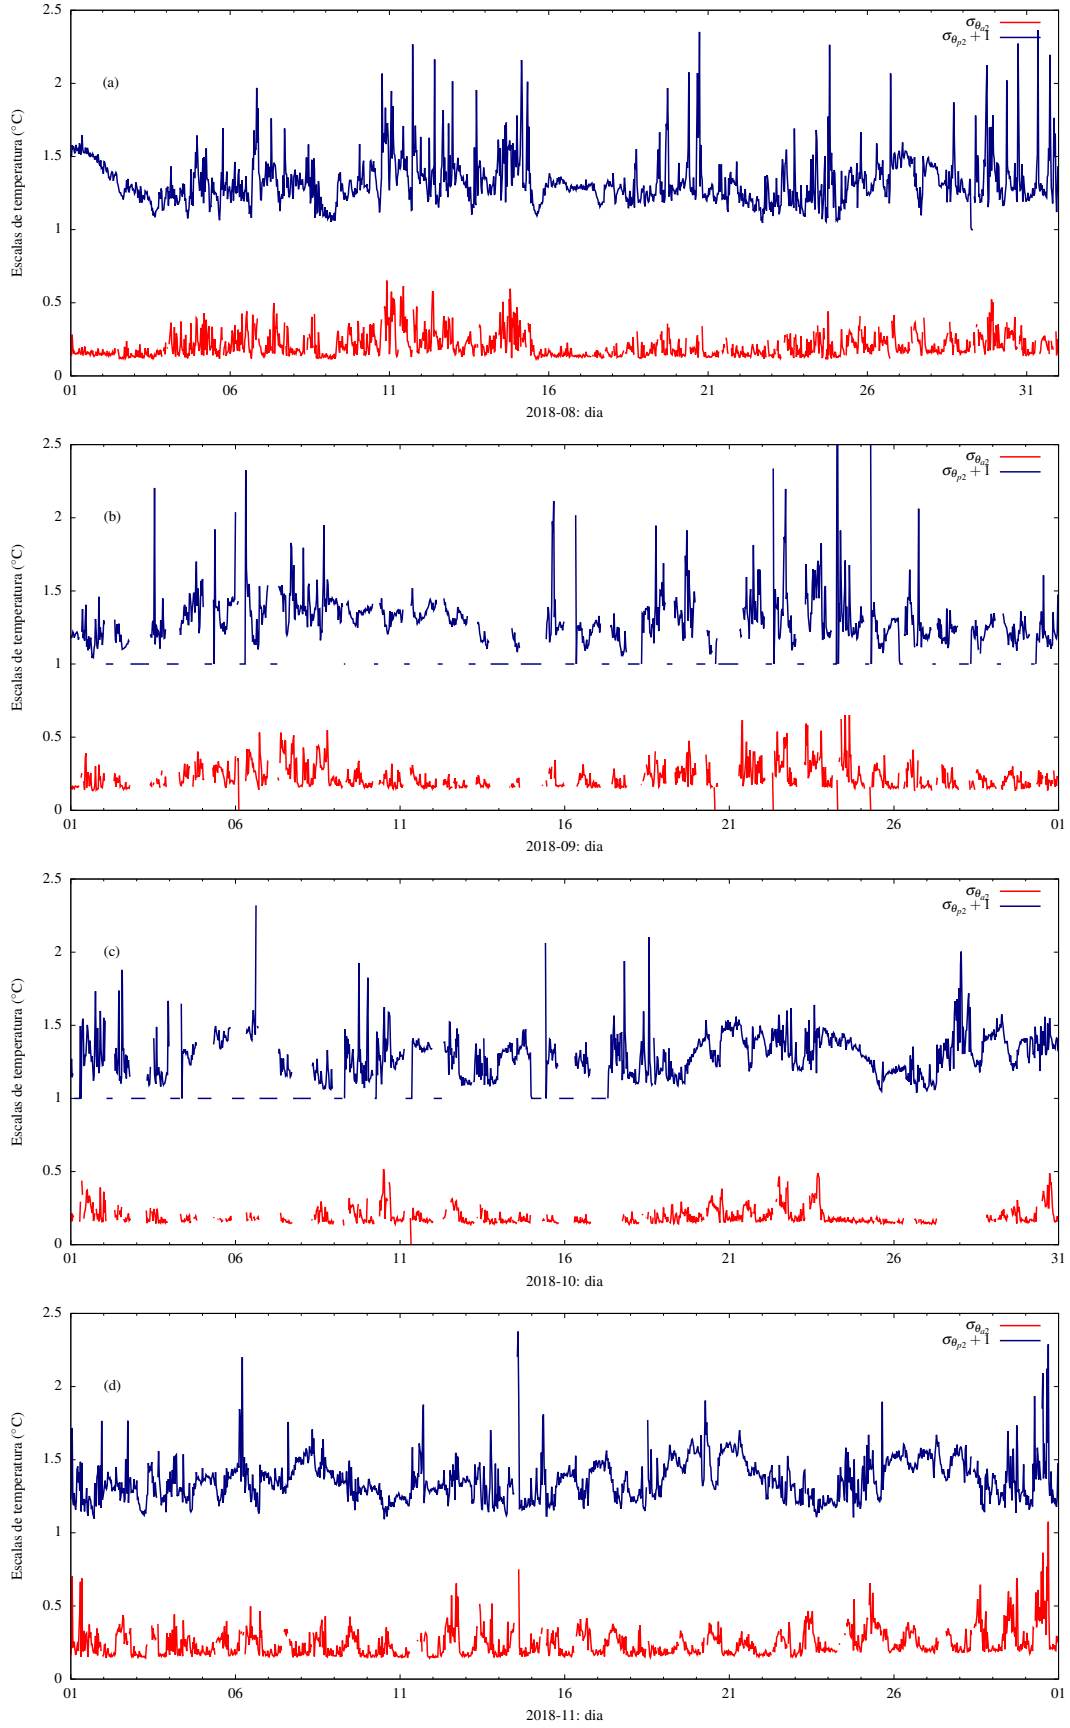 2.5
2
1.5
1
0.5
0
Escalas de temperatura (°C)
(a)
σθa2
σθp2 + 1
01 06 11 16 21 26 31
2018-08: dia
2.5
2
1.5
1
0.5
0
Escalas de temperatura (°C)
(b)
σθa2
σθp2 + 1
01 06 11 16 21 26 01
2018-09: dia
2.5
2
1.5
1
0.5
0
Escalas de temperatura (°C)
(c)
σθa2
σθp2 + 1
01 06 11 16 21 26 31
2018-10: dia
2.5
2
1.5
1
0.5
0
Escalas de temperatura (°C)
(d)
σθa2
σθp2 + 1
01 06 11 16 21 26 01
2018-11: dia